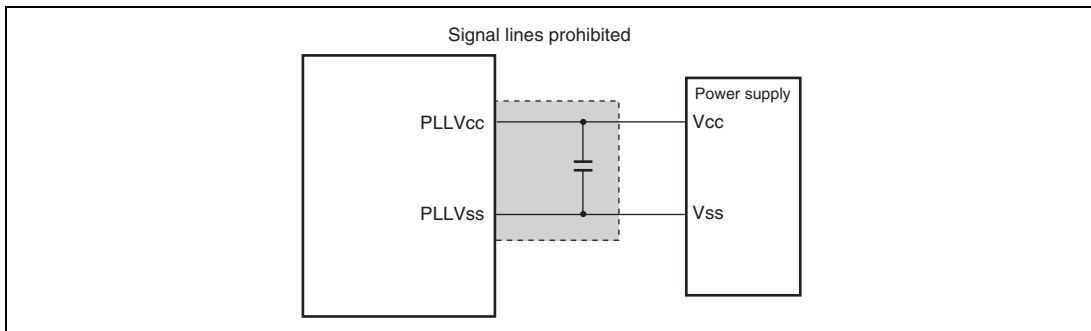 Signal lines prohibited
Power supply
PLLVcc
Vcc
PLLVss
Vss